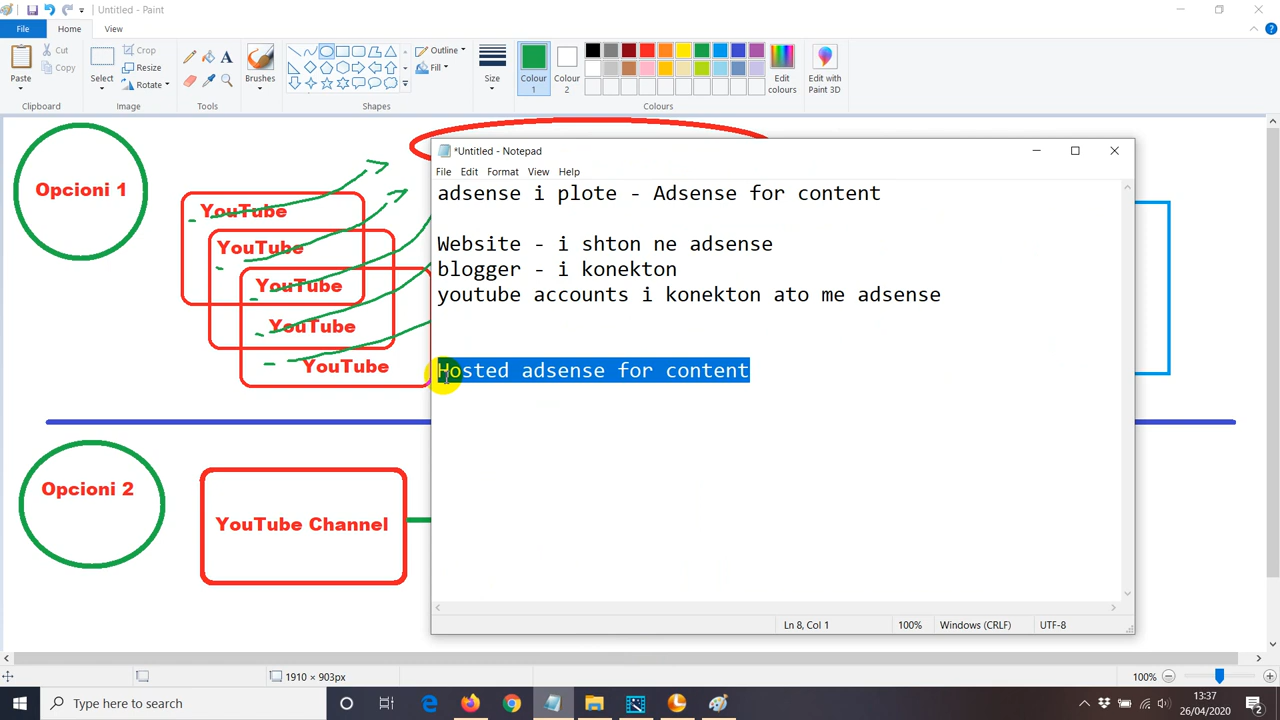 Untitled - Paint
File
Home
View
Paste
Cut
Copy
Clipboard
Select
Crop
Resize
Rotate
Image
Tools
Brushes
Shapes
Outline
Fill
Size
Colour 1
Colour 2
Colours
Edit colours
Edit with Paint 3D
Opcioni 1
YouTube
YouTube
YouTube
YouTube
YouTube
Opcioni 2
YouTube Channel
*Untitled - Notepad
File Edit Format View Help
adsense i plote - Adsense for content
Website - i shton ne adsense
blogger - i konekton
youtube accounts i konekton ato me adsense
Hosted adsense for content
Ln 8, Col 1
100%
Windows (CRLF)
UTF-8
1910 × 903px
100%
Type here to search
13:37
26/04/2020
2